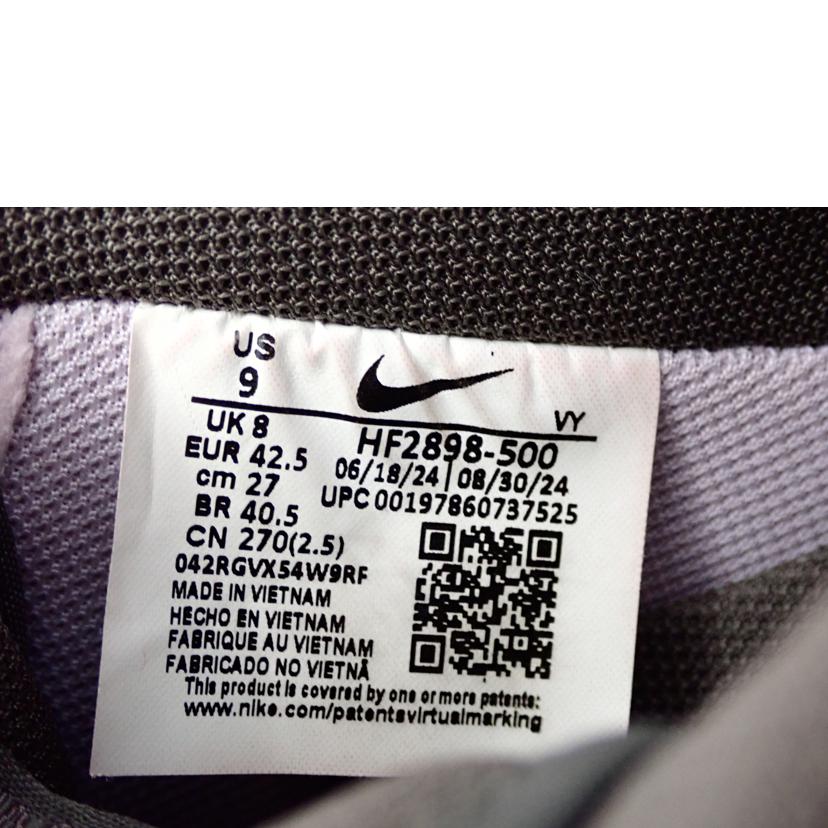 US
9
VY
UK 8
EUR 42.5
cm 27
BR 40.5
CN 270(2.5)
HF2898-500
06/18/24 | 08/30/24
UPC 00197860737525
042RGVX54W9RF
MADE IN VIETNAM
HECHO EN VIETNAM
FABRIQUE AU VIETNAM
FABRICADO NO VIETNÃ
This product is covered by one or more patents:
www.nike.com/patentsvirtualmarking